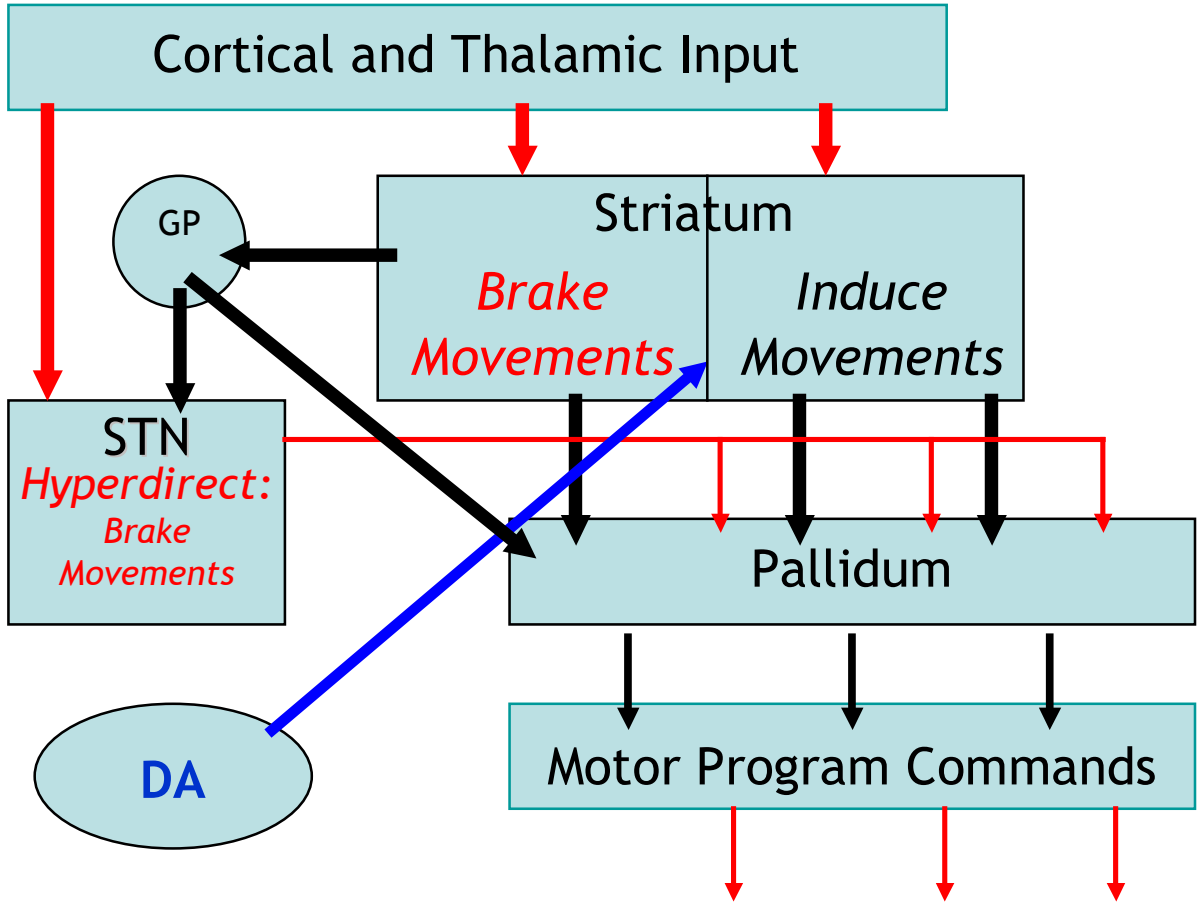 Cortical and Thalamic Input
GP
Striatum
Brake
Movements
Induce
Movements
STN
Hyperdirect:
Brake
Movements
Pallidum
DA
Motor Program Commands